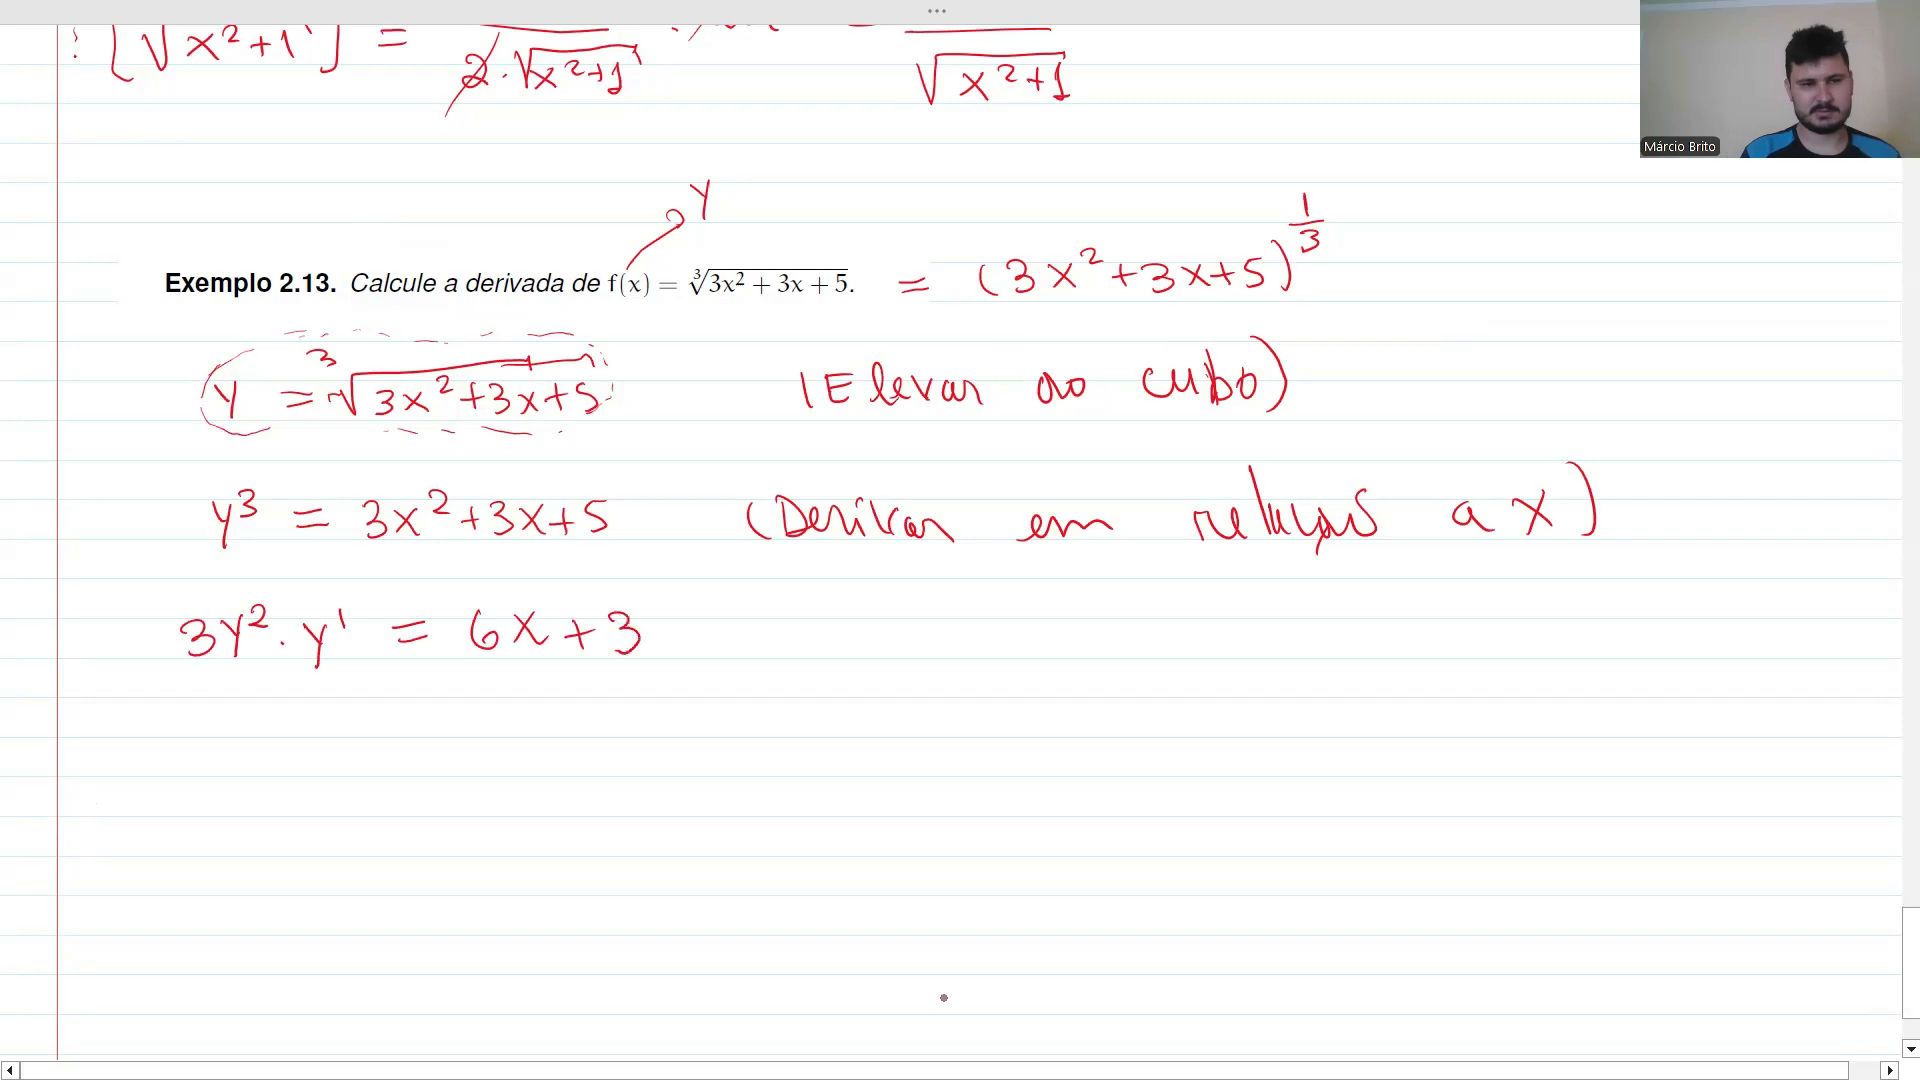 [√x²+1]' = 2·√x²+1 = √x²+1
Márcio Brito
y
Exemplo 2.13. Calcule a derivada de f(x) = ∛3x² + 3x + 5. = (3x²+3x+5)^1/3
y = ∛3x²+3x+5 (Elevar ao cubo)
y³ = 3x²+3x+5 (Derivar em relação a x)
3y²·y' = 6x+3